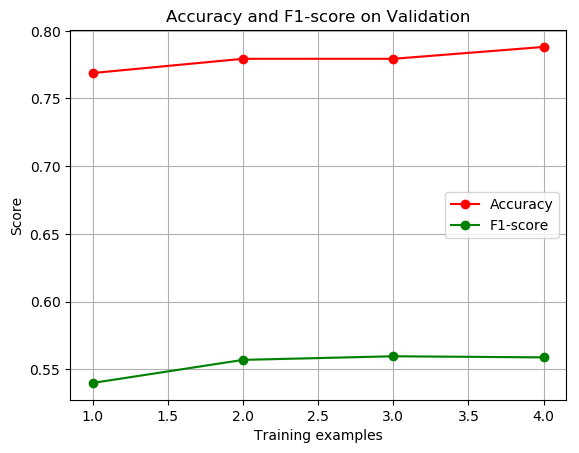 Accuracy and F1-score on Validation
0.80
0.75
0.70
0.65
0.60
0.55
Score
Accuracy
F1-score
1.0 1.5 2.0 2.5 3.0 3.5 4.0
Training examples